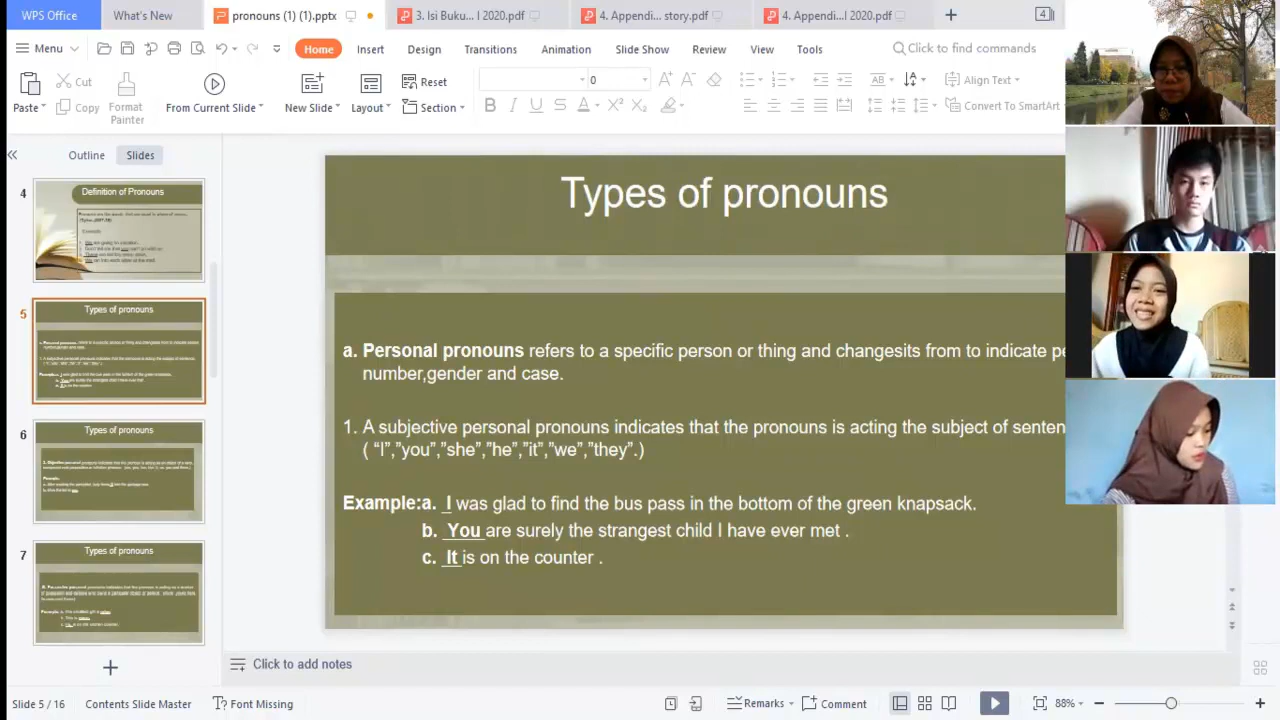 WPS Office What's New pronouns (1) (1).pptx 3. Isi Buku... I 2020.pdf 4. Appendi... story.pdf 4. Appendi...l 2020.pdf 4
Menu Home Insert Design Transitions Animation Slide Show Review View Tools Click to find commands
Paste Cut Copy Format Painter From Current Slide New Slide Layout Reset Section 0 B I U S A X² X₂ AB Align Text Convert To SmartArt
Outline Slides
4
Definition of Pronouns
5
Types of pronouns
6
Types of pronouns
7
Types of pronouns
Types of pronouns
a. Personal pronouns refers to a specific person or thing and changesits from to indicate pe
number,gender and case.
1. A subjective personal pronouns indicates that the pronouns is acting the subject of senten
( “I”,”you”,”she”,”he”,”it”,”we”,”they”.)
Example:a. I was glad to find the bus pass in the bottom of the green knapsack.
b. You are surely the strangest child I have ever met .
c. It is on the counter .
Click to add notes
Slide 5 / 16 Contents Slide Master Font Missing Remarks Comment 88%